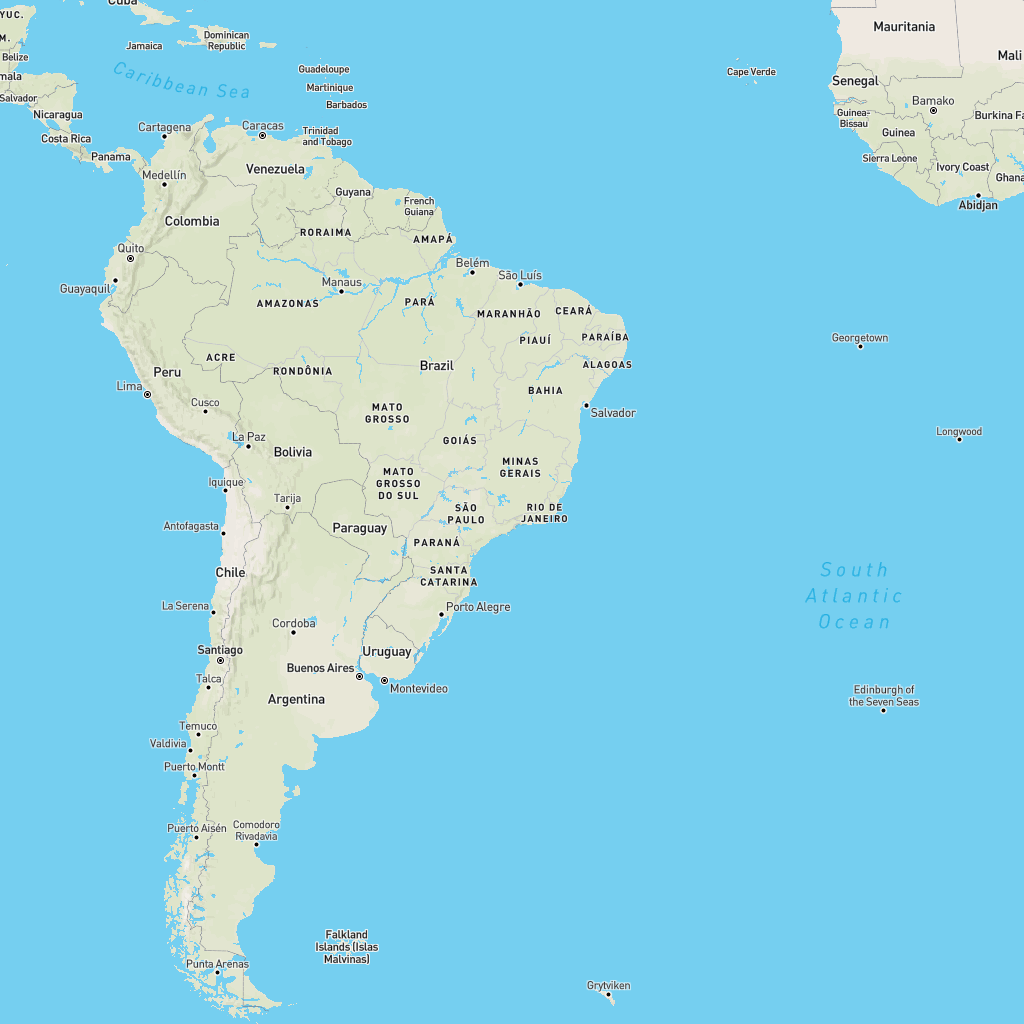 Cuba
YUC.
M.
Belize
mala
Salvador
Nicaragua
Costa Rica
Panama
Jamaica
Dominican
Republic
Caribbean Sea
Guadeloupe
Martinique
Barbados
Trinidad
and Tobago
Cape Verde
Mauritania
Mali
Senegal
Bamako
Guinea-
Bissau
Burkina Fa
Guinea
Sierra Leone
Ivory Coast
Ghana
Abidjan
Cartagena
Caracas
Venezuela
Medellín
Guyana
French
Guiana
Colombia
RORAIMA
AMAPÁ
Quito
Belém
São Luís
Guayaquil
Manaus
AMAZONAS
PARÁ
MARANHÃO
CEARÁ
PIAUÍ
PARAÍBA
Georgetown
ACRE
Brazil
ALAGOAS
Peru
RONDÔNIA
Lima
BAHIA
Cusco
MATO
GROSSO
Salvador
La Paz
GOIÁS
Longwood
Bolivia
MINAS
GERAIS
Iquique
MATO
GROSSO
DO SUL
Tarija
SÃO
PAULO
RIO DE
JANEIRO
Antofagasta
Paraguay
PARANÁ
Chile
SANTA
CATARINA
South
Atlantic
Ocean
La Serena
Porto Alegre
Cordoba
Santiago
Uruguay
Buenos Aires
Talca
Montevideo
Argentina
Edinburgh of
the Seven Seas
Temuco
Valdivia
Puerto Montt
Puerto Aisén
Comodoro
Rivadavia
Falkland
Islands (Islas
Malvinas)
Punta Arenas
Grytviken